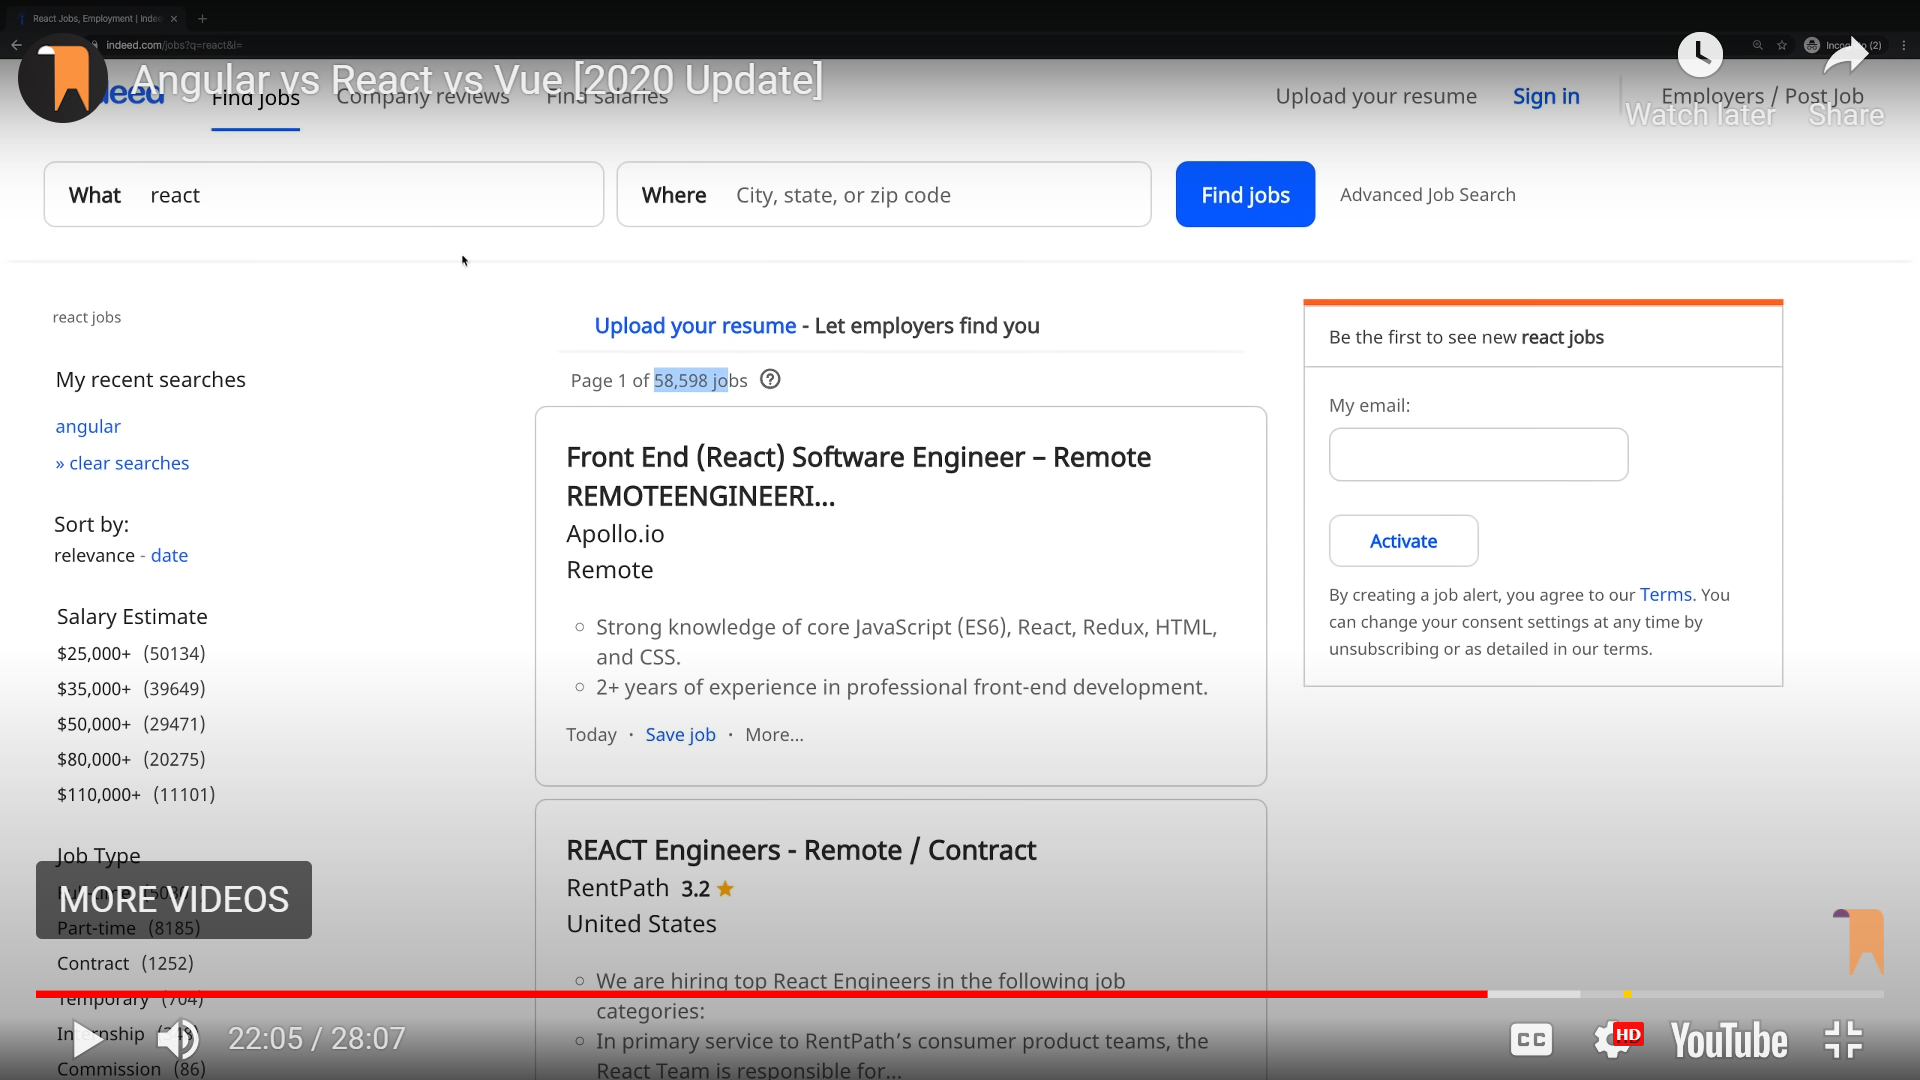 React Jobs, Employment | Indee
indeed.com/jobs?q=react&l=
Incognito (2)
Angular vs React vs Vue [2020 Update]
Find jobs
Company reviews
Find salaries
Upload your resume
Sign in
Employers / Post Job
Watch later
Share
What react
Where City, state, or zip code
Find jobs
Advanced Job Search
react jobs
My recent searches
angular
» clear searches
Sort by:
relevance - date
Salary Estimate
$25,000+ (50134)
$35,000+ (39649)
$50,000+ (29471)
$80,000+ (20275)
$110,000+ (11101)
Job Type
MORE VIDEOS
Part-time (8185)
Contract (1252)
Temporary (704)
Internship
Commission (86)
Upload your resume - Let employers find you
Page 1 of 58,598 jobs
Front End (React) Software Engineer – Remote
REMOTEENGINEERI...
Apollo.io
Remote
Strong knowledge of core JavaScript (ES6), React, Redux, HTML,
and CSS.
2+ years of experience in professional front-end development.
Today · Save job · More...
REACT Engineers - Remote / Contract
RentPath 3.2
United States
We are hiring top React Engineers in the following job
categories:
In primary service to RentPath's consumer product teams, the
React Team is responsible for...
Be the first to see new react jobs
My email:
Activate
By creating a job alert, you agree to our Terms. You
can change your consent settings at any time by
unsubscribing or as detailed in our terms.
22:05 / 28:07
CC
HD
YouTube